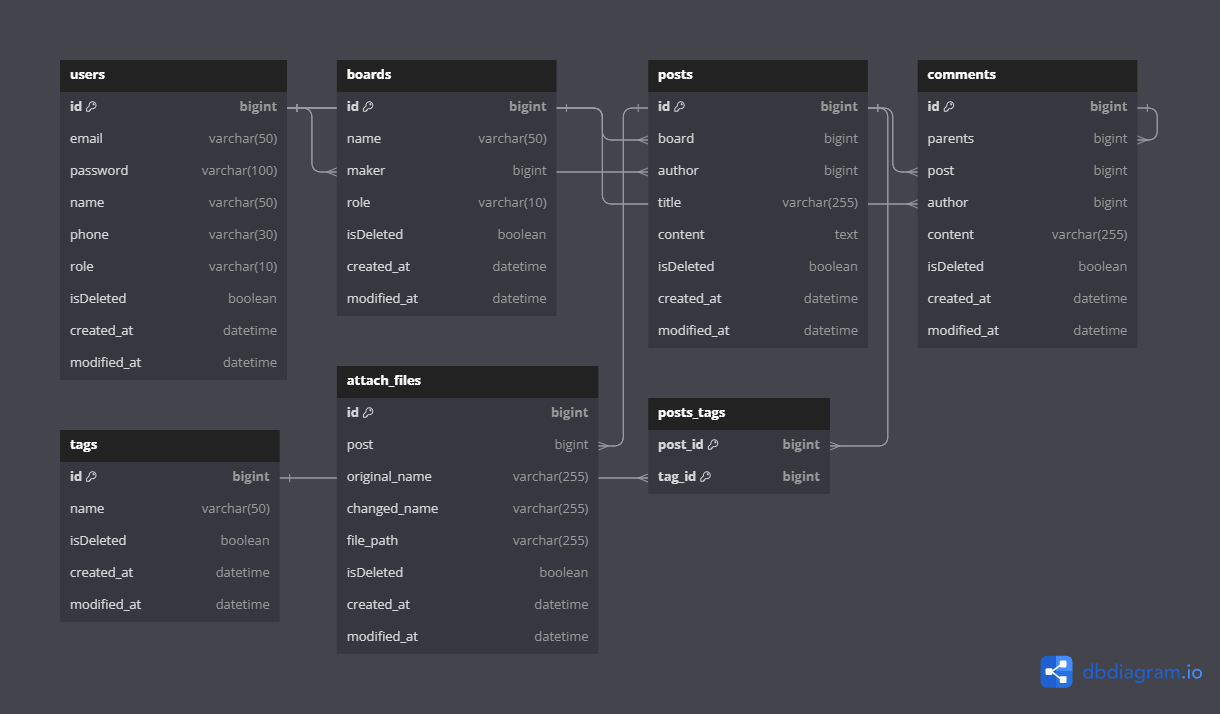 users
id bigint
email varchar(50)
password varchar(100)
name varchar(50)
phone varchar(30)
role varchar(10)
isDeleted boolean
created_at datetime
modified_at datetime
boards
id bigint
name varchar(50)
maker bigint
role varchar(10)
isDeleted boolean
created_at datetime
modified_at datetime
posts
id bigint
board bigint
author bigint
title varchar(255)
content text
isDeleted boolean
created_at datetime
modified_at datetime
comments
id bigint
parents bigint
post bigint
author bigint
content varchar(255)
isDeleted boolean
created_at datetime
modified_at datetime
tags
id bigint
name varchar(50)
isDeleted boolean
created_at datetime
modified_at datetime
attach_files
id bigint
post bigint
original_name varchar(255)
changed_name varchar(255)
file_path varchar(255)
isDeleted boolean
created_at datetime
modified_at datetime
posts_tags
post_id bigint
tag_id bigint
dbdiagram.io